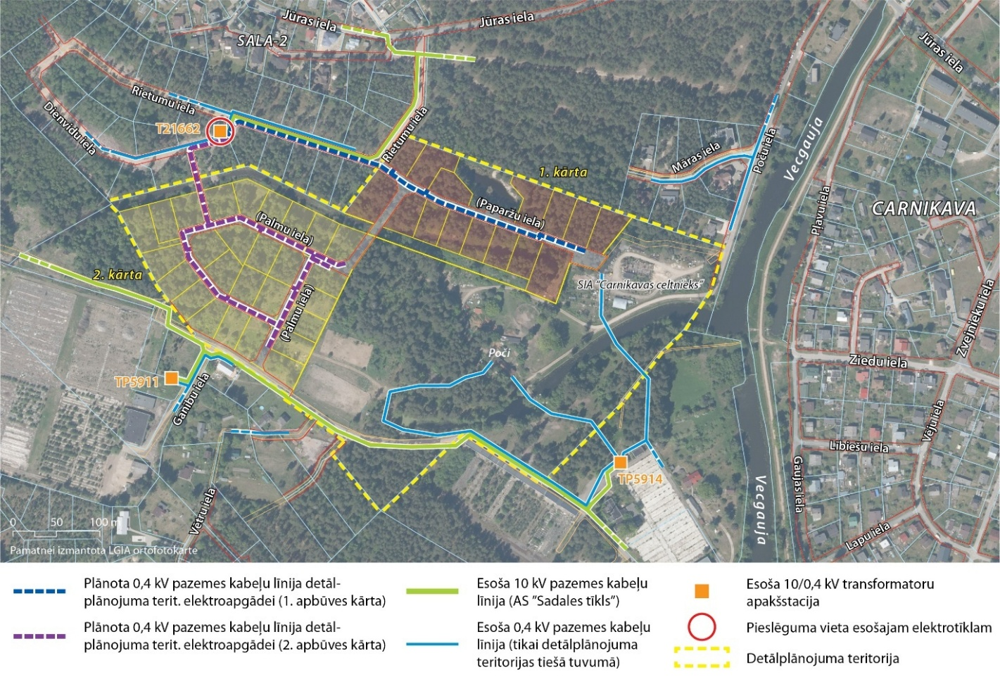 Jūras iela
Jūras iela
SALA-2
Jūras iela
Rietumu iela
Dienvidu iela
T21662
Rietumu iela
1. kārta
Māras iela
Poču iela
Vecgauja
Pļavu iela
CARNIKAVA
(Palmu iela)
(Paparžu iela)
2. kārta
SIA "Carnikavas celtnieks"
(Palmu iela)
Zvejnieku iela
Poči
Ziedu iela
TP5911
Ganību iela
Vēju iela
Lībiešu iela
TP5914
Gaujas iela
Vecgauja
Vētru iela
Lapu iela
0 50 100 m
Pamatnei izmantota LĢIA ortofotokarte
Plānota 0,4 kV pazemes kabeļu līnija detāl-
plānojuma terit. elektroapgādei (1. apbūves kārta)
Plānota 0,4 kV pazemes kabeļu līnija detāl-
plānojuma terit. elektroapgādei (2. apbūves kārta)
Esoša 10 kV pazemes kabeļu
līnija (AS "Sadales tīkls")
Esoša 0,4 kV pazemes kabeļu
līnija (tikai detālplānojuma
teritorijas tiešā tuvumā)
Esoša 10/0,4 kV transformatoru
apakšstacija
Pieslēguma vieta esošajam elektrotīklam
Detālplānojuma teritorija